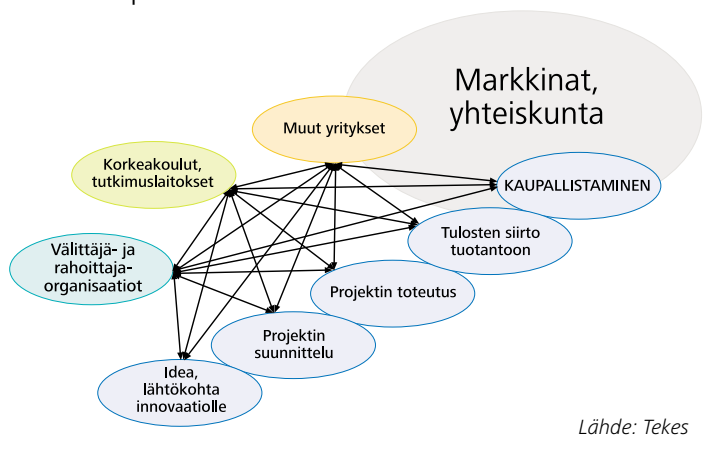 Markkinat,
yhteiskunta
Muut yritykset
Korkeakoulut,
tutkimuslaitokset
KAUPALLISTAMINEN
Tulosten siirto
tuotantoon
Välittäjä- ja
rahoittaja-
organisaatiot
Projektin toteutus
Projektin
suunnittelu
Idea,
lähtökohta
innovaatiolle
Lähde: Tekes